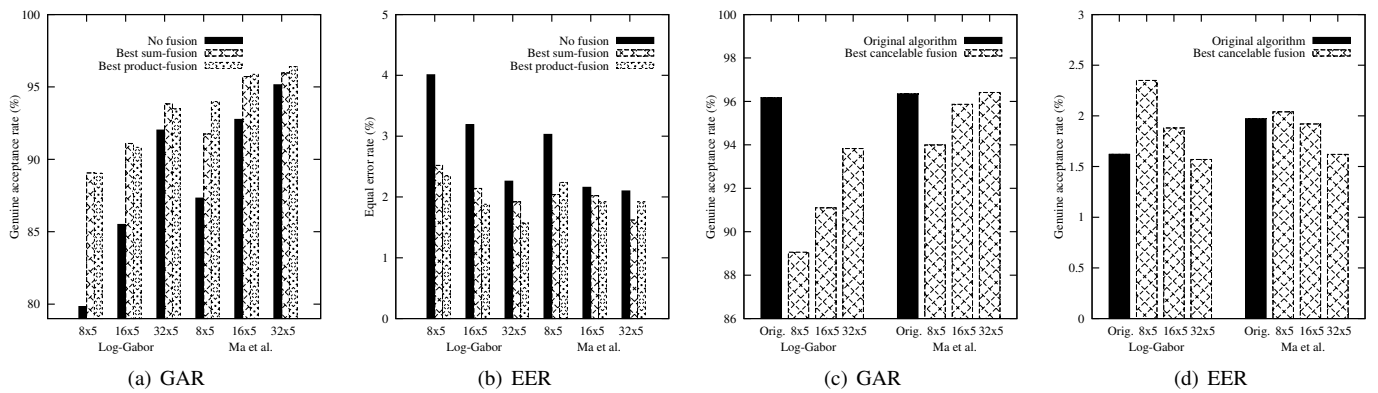 Genuine acceptance rate (%)
100
95
90
85
80
No fusion
Best sum-fusion
Best product-fusion
8x5 16x5 32x5 8x5 16x5 32x5
Log-Gabor Ma et al.
(a) GAR
Equal error rate (%)
5
4
3
2
1
0
No fusion
Best sum-fusion
Best product-fusion
8x5 16x5 32x5 8x5 16x5 32x5
Log-Gabor Ma et al.
(b) EER
Genuine acceptance rate (%)
100
98
96
94
92
90
88
86
Original algorithm
Best cancelable fusion
Orig. 8x5 16x5 32x5 Orig. 8x5 16x5 32x5
Log-Gabor Ma et al.
(c) GAR
Genuine acceptance rate (%)
3
2.5
2
1.5
1
0.5
0
Original algorithm
Best cancelable fusion
Orig. 8x5 16x5 32x5 Orig. 8x5 16x5 32x5
Log-Gabor Ma et al.
(d) EER